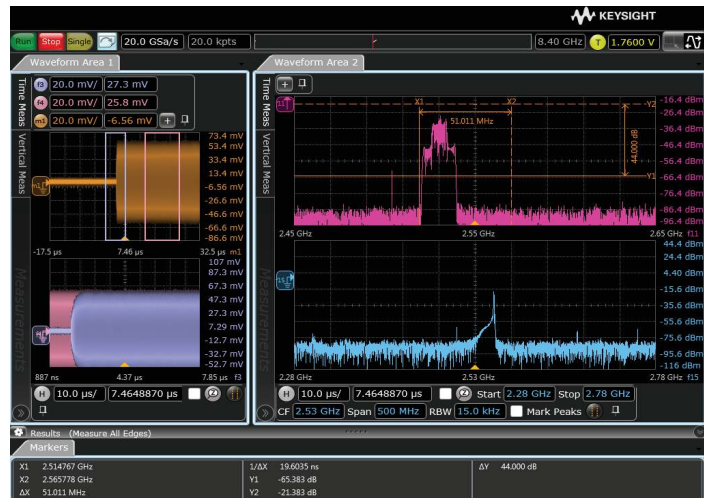 KEYSIGHT
Run Stop Single 20.0 GSa/s 20.0 kpts 8.40 GHz T 1.7600 V
Waveform Area 1
Time Meas
Vertical Meas
Measurements
f3 20.0 mV/ 27.3 mV
f4 20.0 mV/ 25.8 mV
m1 20.0 mV/ -6.56 mV
73.4 mV
53.4 mV
33.4 mV
13.4 mV
-6.56 mV
-26.6 mV
-46.6 mV
-66.6 mV
-86.6 mV
-17.5 µs 7.46 µs 32.5 µs m1
107 mV
87.3 mV
67.3 mV
47.3 mV
27.3 mV
7.29 mV
-12.7 mV
-32.7 mV
-52.7 mV
887 ns 4.37 µs 7.85 µs f3
H 10.0 µs/ 7.4648870 µs
Waveform Area 2
Time Meas
Vertical Meas
Measurements
X1 X2
51.011 MHz
44.000 dB
Y2
Y1
-16.4 dBm
-26.4 dBm
-36.4 dBm
-46.4 dBm
-56.4 dBm
-66.4 dBm
-76.4 dBm
-86.4 dBm
-96.4 dBm
2.45 GHz 2.55 GHz 2.65 GHz f11
44.4 dBm
24.4 dBm
4.40 dBm
-15.6 dBm
-35.6 dBm
-55.6 dBm
-75.6 dBm
-95.6 dBm
-116 dBm
2.28 GHz 2.53 GHz 2.78 GHz f15
H 10.0 µs/ 7.4648870 µs Start 2.28 GHz Stop 2.78 GHz
CF 2.53 GHz Span 500 MHz RBW 15.0 kHz Mark Peaks
Results (Measure All Edges)
Markers
X1 2.514767 GHz 1/ΔX 19.6035 ns ΔY 44.000 dB
X2 2.565778 GHz Y1 -65.383 dB
ΔX 51.011 MHz Y2 -21.383 dB